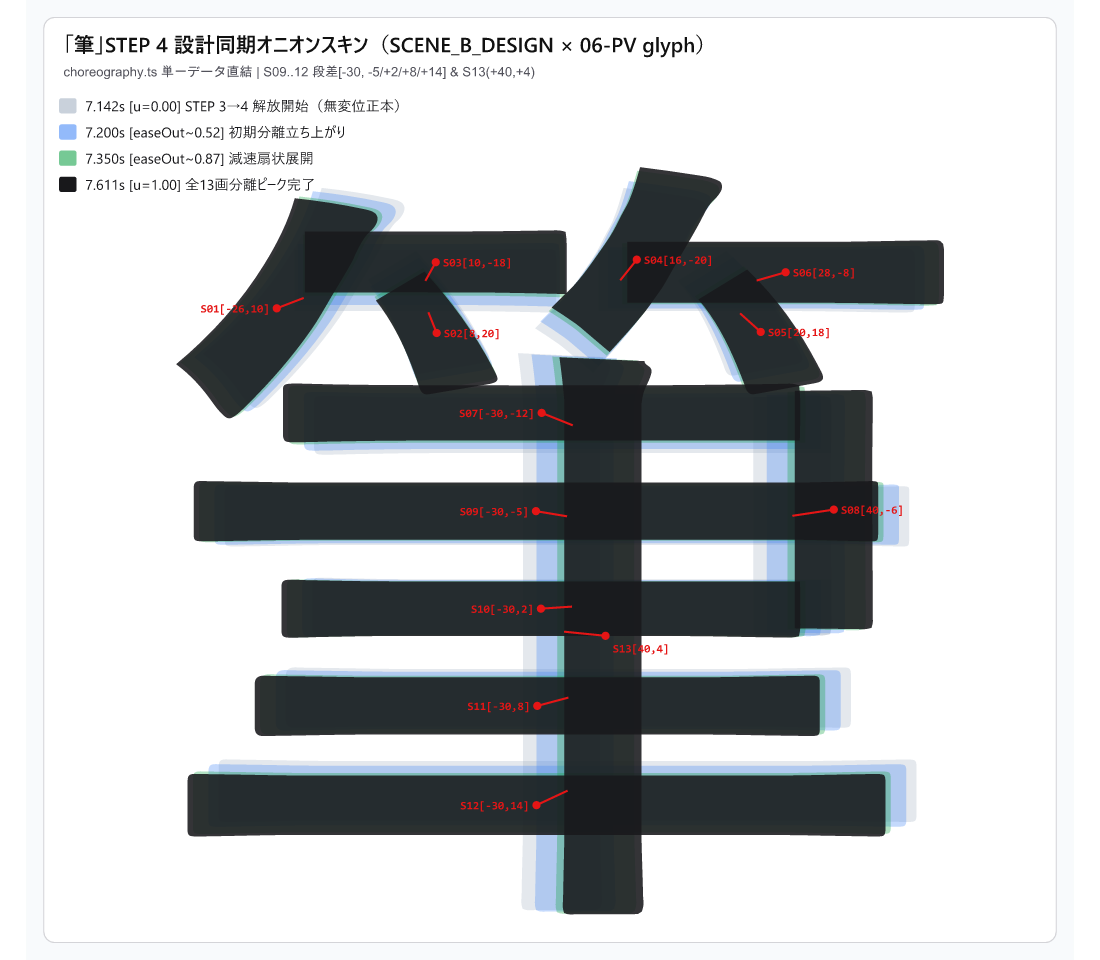 「筆」STEP 4 設計同期オニオンスキン（SCENE_B_DESIGN × 06-PV glyph）
choreography.ts 単一データ直結 | S09..12 段差[-30, -5/+2/+8/+14] & S13(+40,+4)
7.142s [u=0.00] STEP 3→4 解放開始（無変位正本）
7.200s [easeOut~0.52] 初期分離立ち上がり
7.350s [easeOut~0.87] 減速扇状展開
7.611s [u=1.00] 全13画分離ピーク完了
筆
S03[10,-18]
S04[16,-20]
S06[28,-8]
S01[-26,10]
S02[8,20]
S05[20,18]
S07[-30,-12]
S09[-30,-5]
S08[40,-6]
S10[-30,2]
S13[40,4]
S11[-30,8]
S12[-30,14]